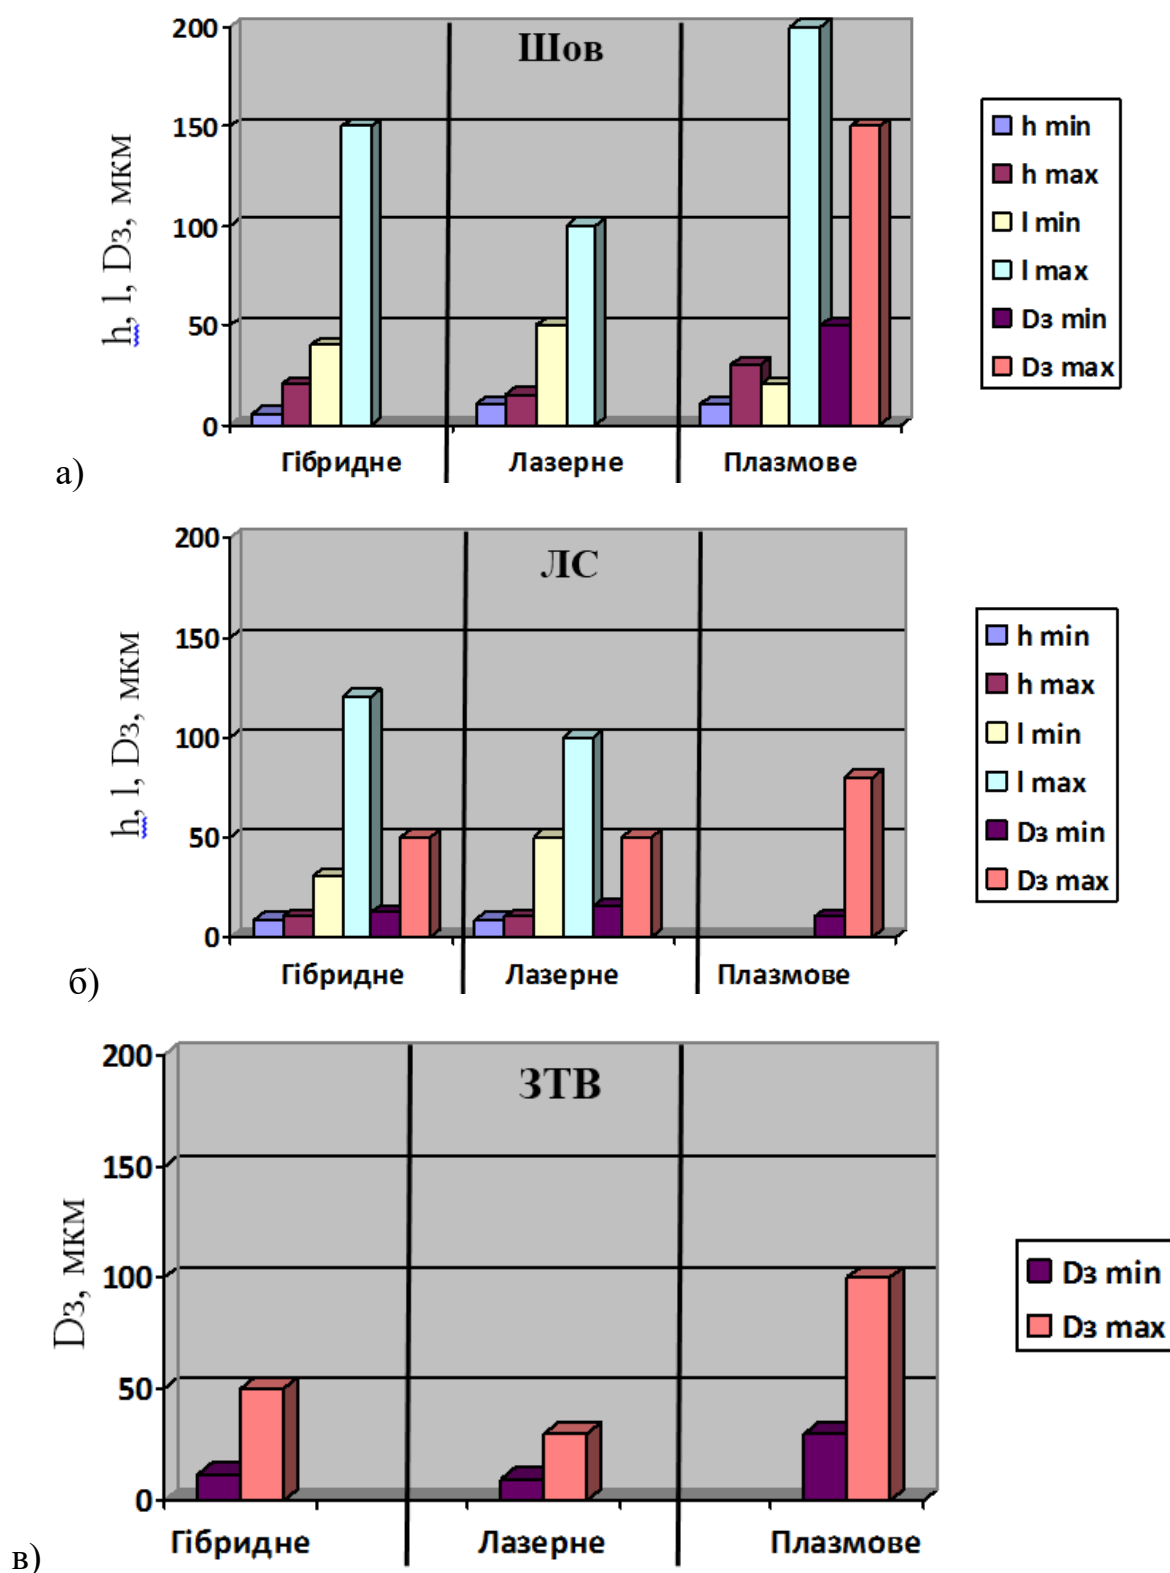 Шов
200
150
100
50
0
h, l, Dз, мкм
Гібридне
Лазерне
Плазмове
h min
h max
l min
l max
Dз min
Dз max
а)
ЛС
200
150
100
50
0
h, l, Dз, мкм
Гібридне
Лазерне
Плазмове
h min
h max
l min
l max
Dз min
Dз max
б)
ЗТВ
200
150
100
50
0
Dз, мкм
Гібридне
Лазерне
Плазмове
Dз min
Dз max
в)